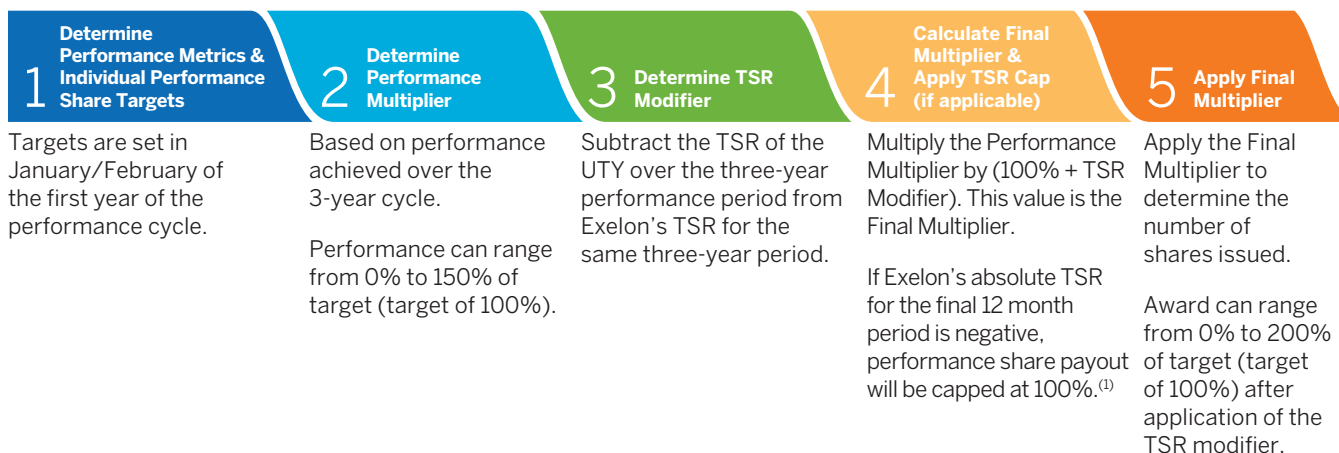 1
Determine
Performance Metrics &
Individual Performance
Share Targets
Targets are set in
January/February of
the first year of the
performance cycle.
2
Determine
Performance
Multiplier
Based on performance
achieved over the
3-year cycle.
Performance can range
from 0% to 150% of
target (target of 100%).
3
Determine TSR
Modifier
Subtract the TSR of the
UTY over the three-year
performance period from
Exelon’s TSR for the
same three-year period.
4
Calculate Final
Multiplier &
Apply TSR Cap
(if applicable)
Multiply the Performance
Multiplier by (100% + TSR
Modifier). This value is the
Final Multiplier.
If Exelon’s absolute TSR
for the final 12 month
period is negative,
performance share payout
will be capped at 100%.(1)
5
Apply Final
Multiplier
Apply the Final
Multiplier to
determine the
number of
shares issued.
Award can range
from 0% to 200%
of target (target
of 100%) after
application of the
TSR modifier.